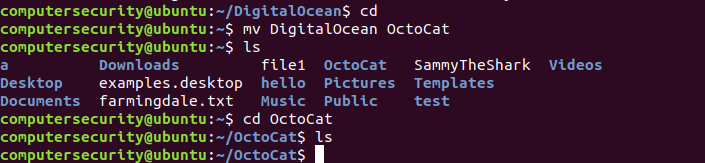 computersecurity@ubuntu:~/DigitalOcean$ cd
computersecurity@ubuntu:~$ mv DigitalOcean OctoCat
computersecurity@ubuntu:~$ ls
a Downloads file1 OctoCat SammyTheShark Videos
Desktop examples.desktop hello Pictures Templates
Documents farmingdale.txt Music Public test
computersecurity@ubuntu:~$ cd OctoCat
computersecurity@ubuntu:~/OctoCat$ ls
computersecurity@ubuntu:~/OctoCat$